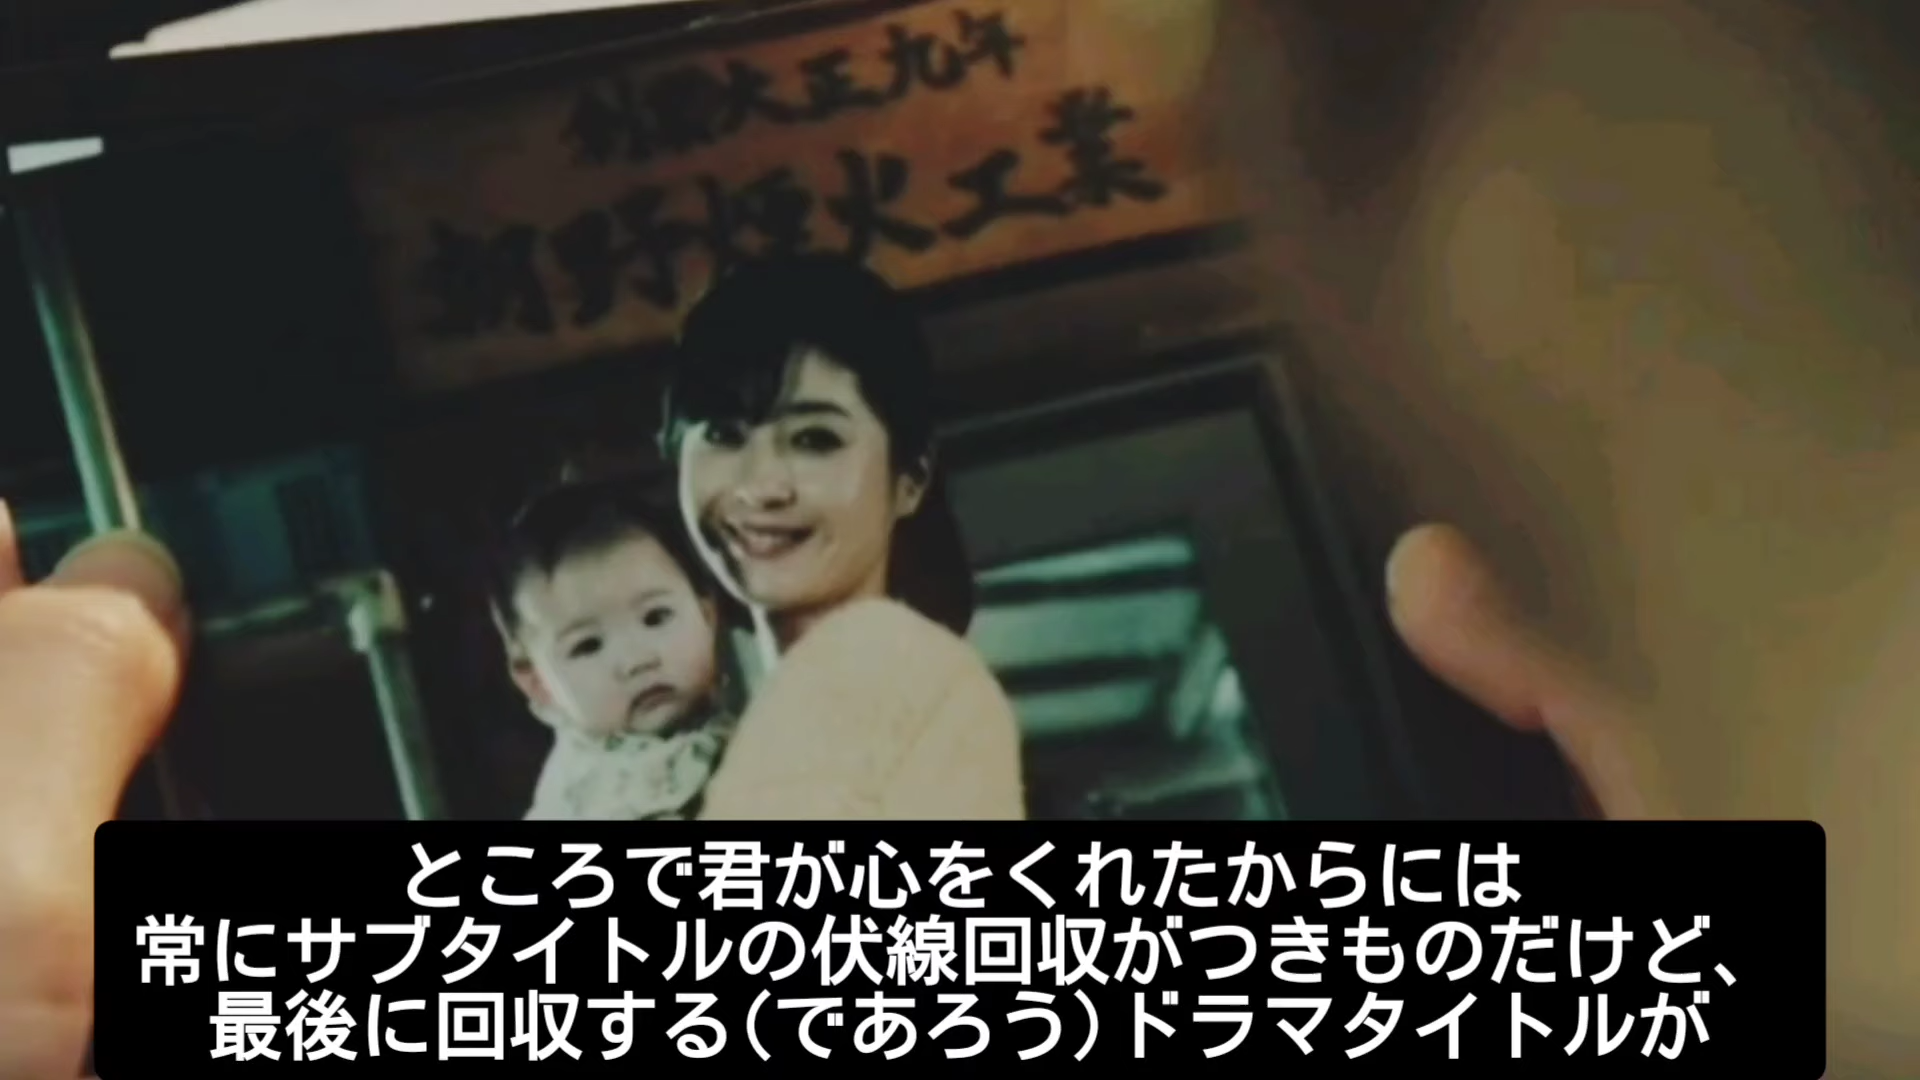 創業大正九年
朝野煙火工業
ところで君が心をくれたからには
常にサブタイトルの伏線回収がつきものだけど、
最後に回収する(であろう)ドラマタイトルが